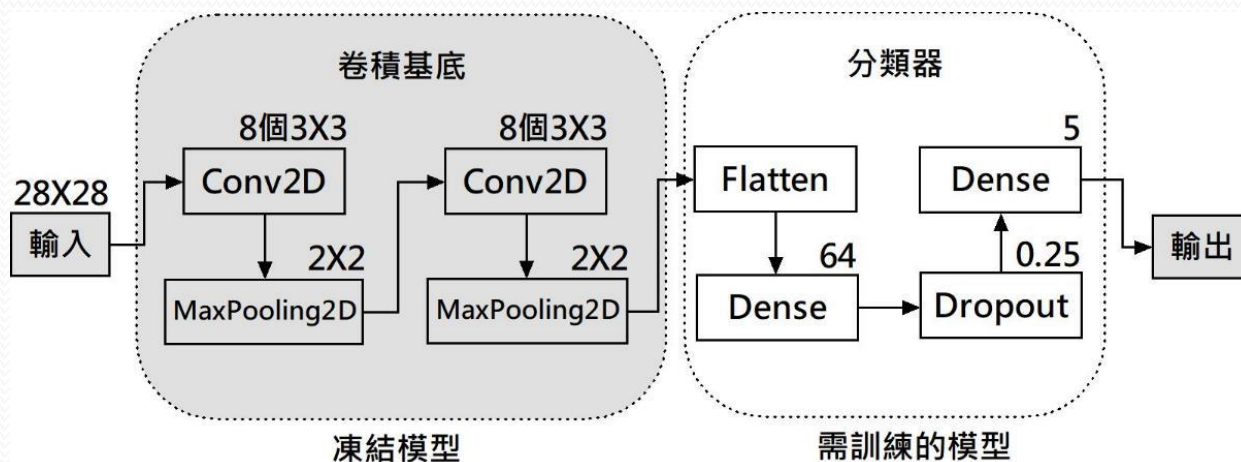 卷積基底
分類器
8個3X3
8個3X3
5
Conv2D
Conv2D
Flatten
Dense
28X28
輸入
2X2
2X2
64
0.25
輸出
MaxPooling2D
MaxPooling2D
Dense
Dropout
凍結模型
需訓練的模型